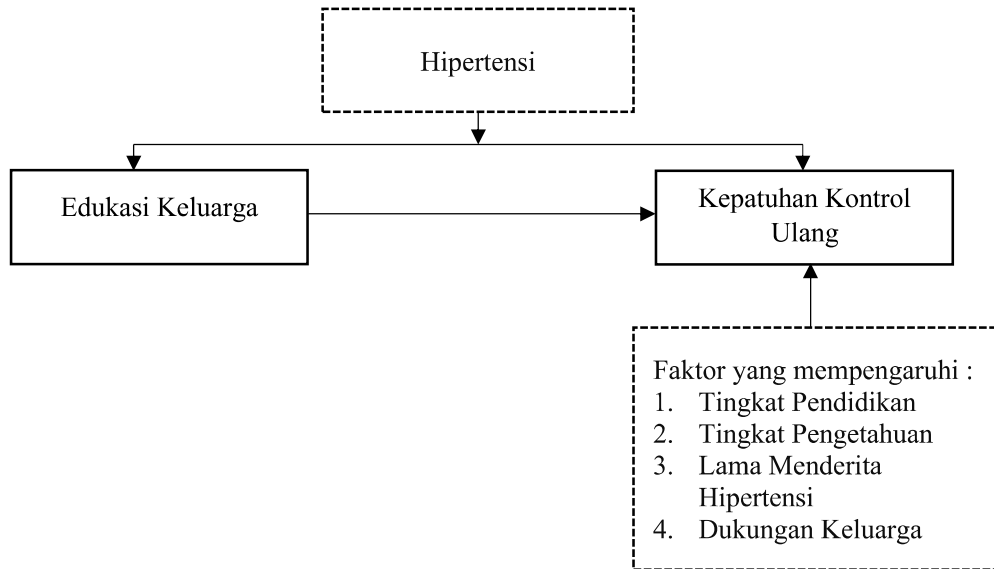 Hipertensi
Edukasi Keluarga
Kepatuhan Kontrol
Ulang
Faktor yang mempengaruhi :
1. Tingkat Pendidikan
2. Tingkat Pengetahuan
3. Lama Menderita
Hipertensi
4. Dukungan Keluarga